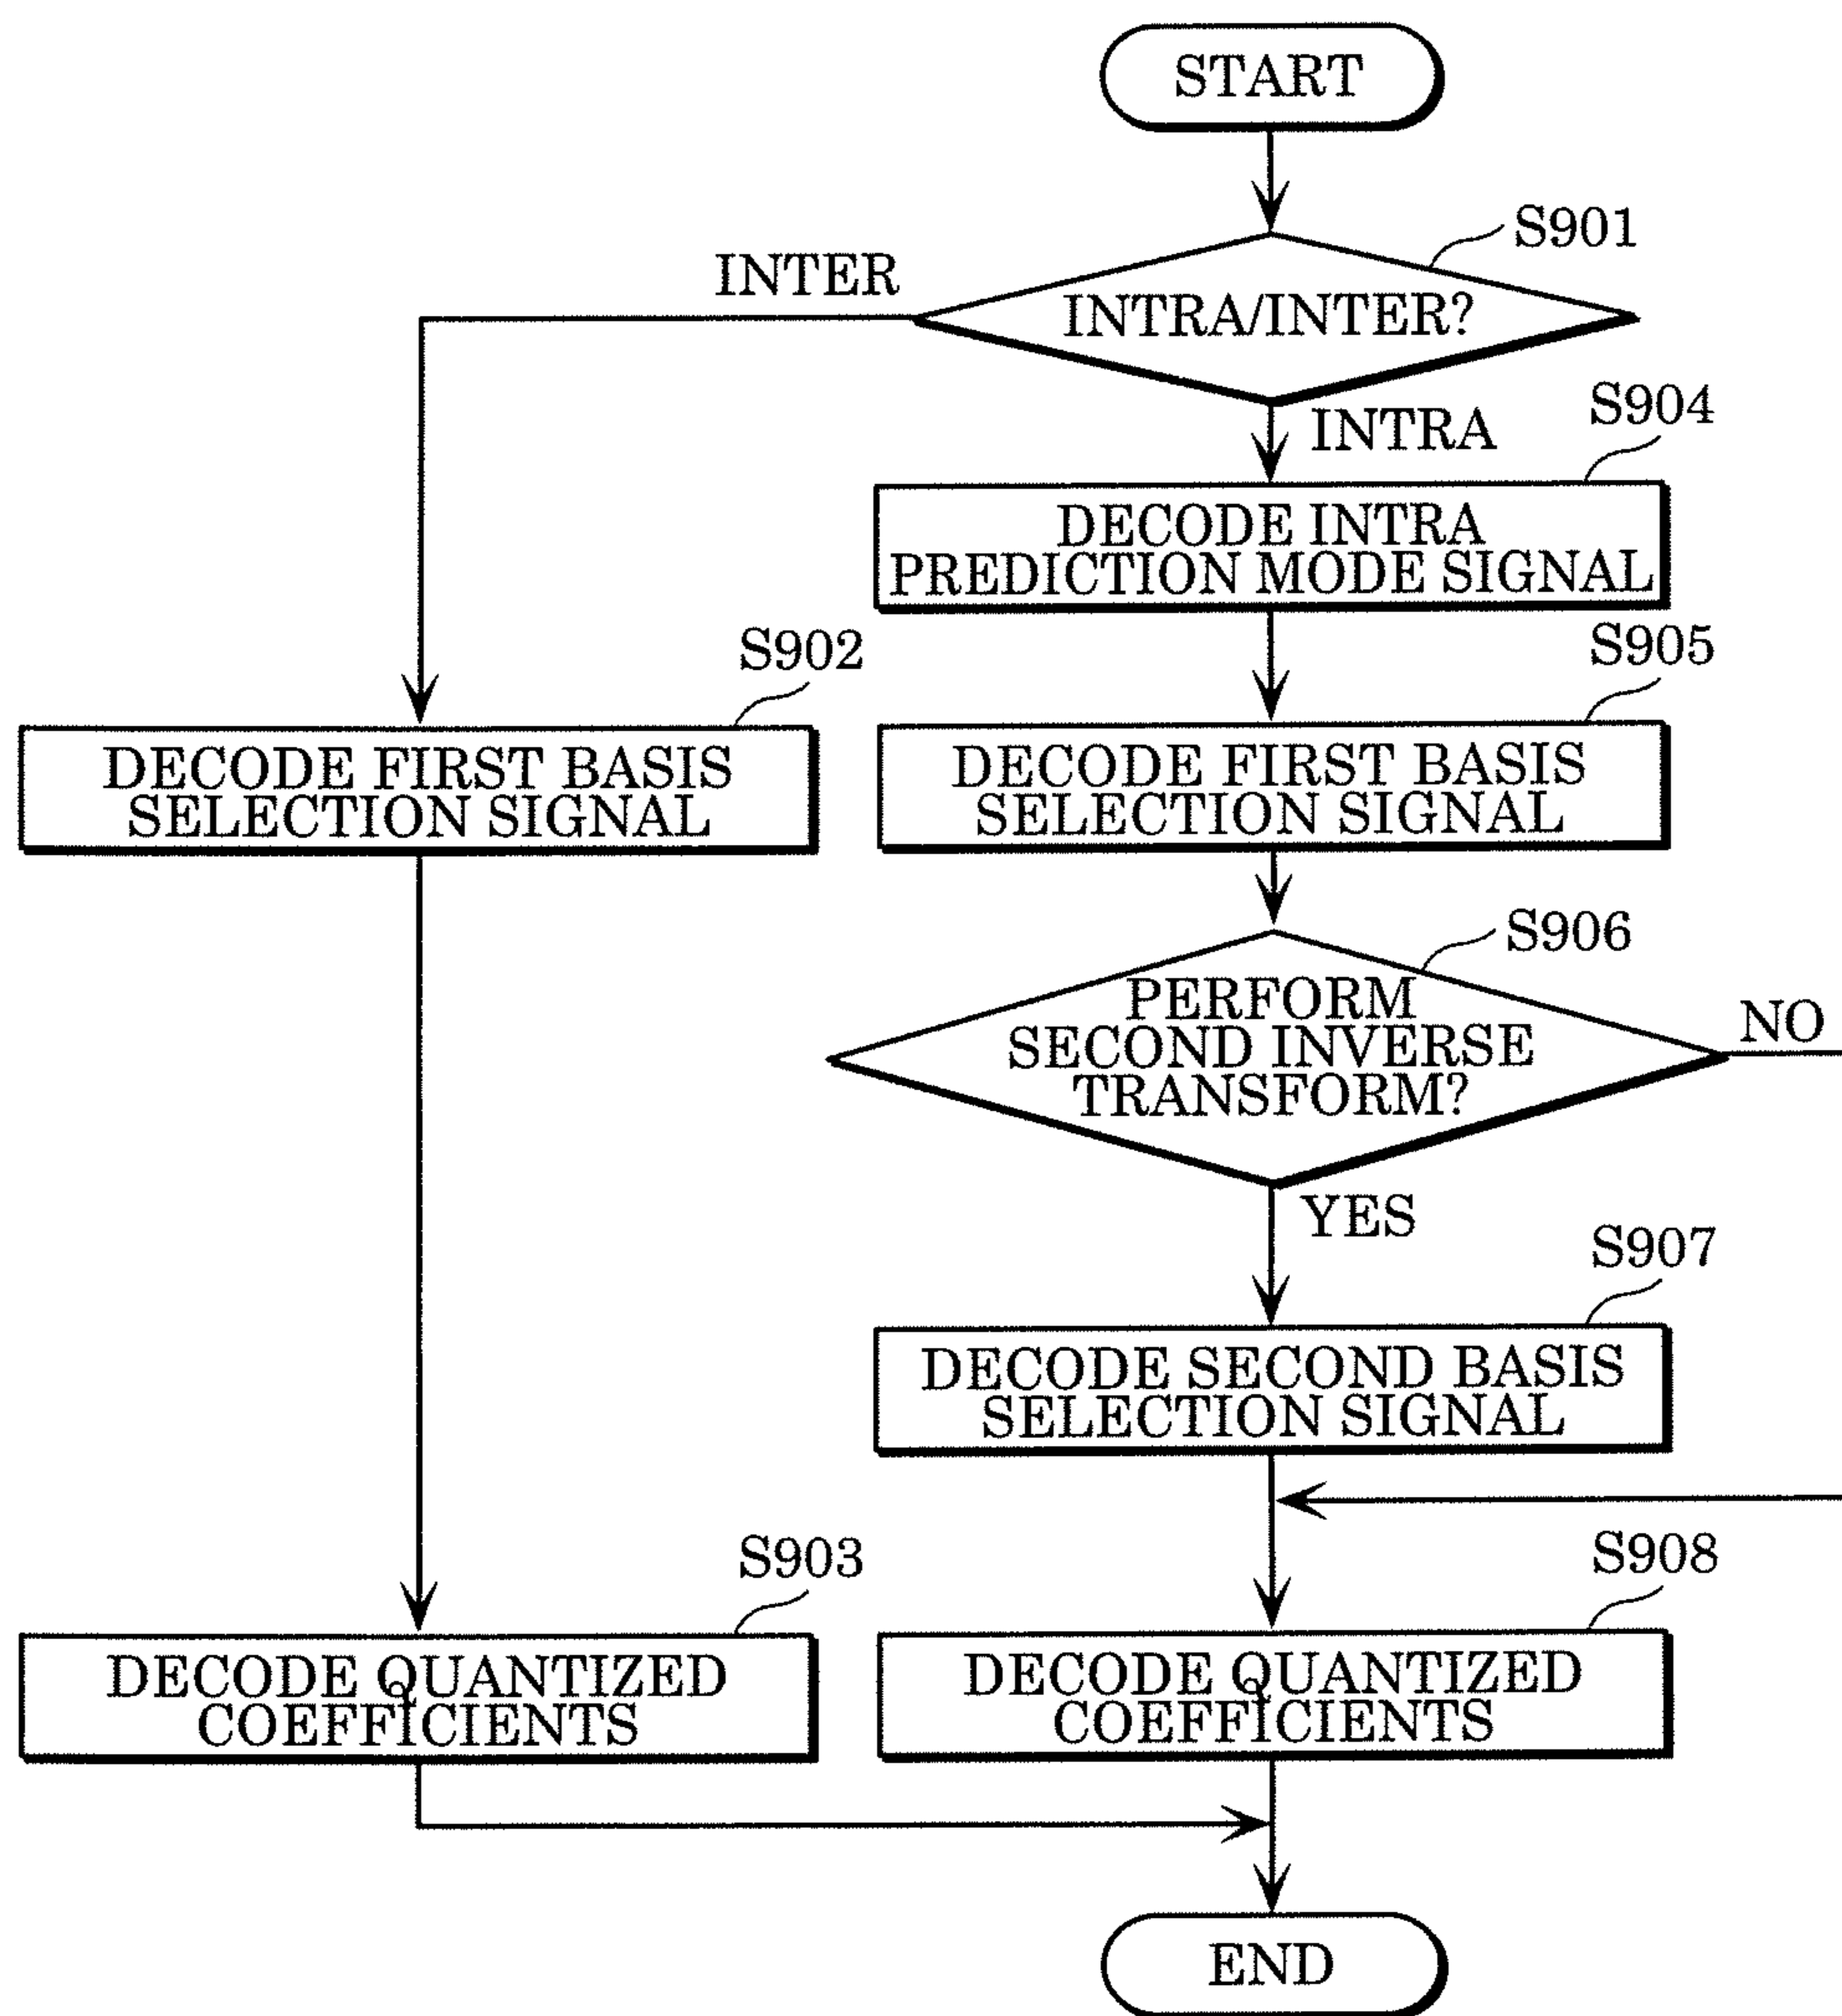 START
S901
INTER
INTRA/INTER?
S904
INTRA
DECODE INTRA
PREDICTION MODE SIGNAL
S902
S905
DECODE FIRST BASIS
SELECTION SIGNAL
DECODE FIRST BASIS
SELECTION SIGNAL
S906
PERFORM
SECOND INVERSE
TRANSFORM?
NO
YES
S907
DECODE SECOND BASIS
SELECTION SIGNAL
S903
S908
DECODE QUANTIZED
COEFFICIENTS
DECODE QUANTIZED
COEFFICIENTS
END